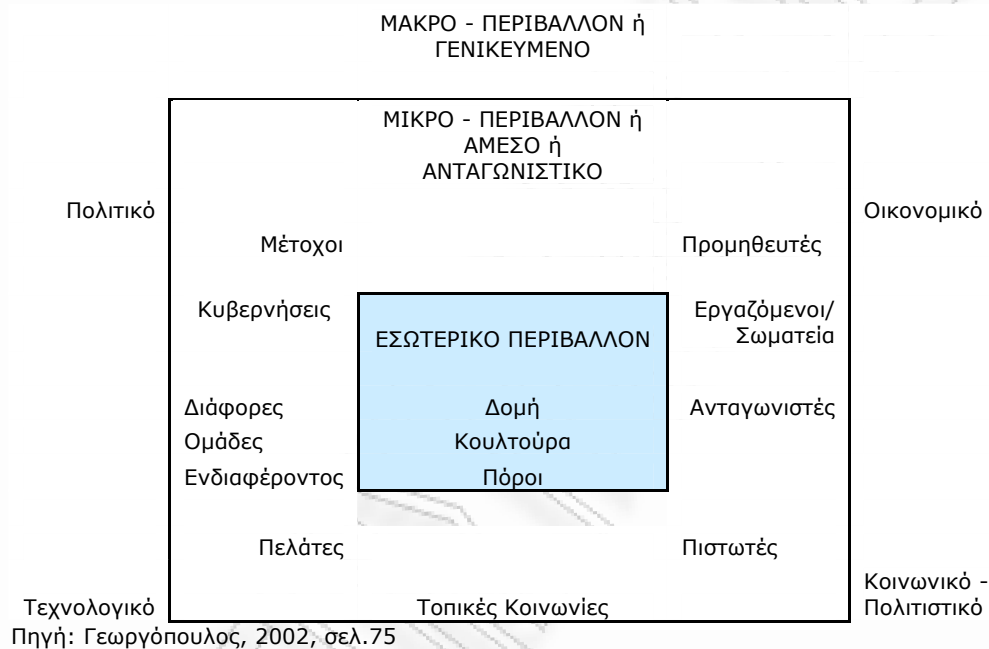 ΜΑΚΡΟ - ΠΕΡΙΒΑΛΛΟΝ ή
ΓΕΝΙΚΕΥΜΕΝΟ
ΜΙΚΡΟ - ΠΕΡΙΒΑΛΛΟΝ ή
ΑΜΕΣΟ ή
ΑΝΤΑΓΩΝΙΣΤΙΚΟ
Πολιτικό
Οικονομικό
Μέτοχοι
Προμηθευτές
Κυβερνήσεις
Εργαζόμενοι/
Σωματεία
ΕΣΩΤΕΡΙΚΟ ΠΕΡΙΒΑΛΛΟΝ
Διάφορες
Ομάδες
Ενδιαφέροντος
Δομή
Κουλτούρα
Πόροι
Ανταγωνιστές
Πελάτες
Πιστωτές
Τεχνολογικό
Τοπικές Κοινωνίες
Κοινωνικό -
Πολιτιστικό
Πηγή: Γεωργόπουλος, 2002, σελ.75